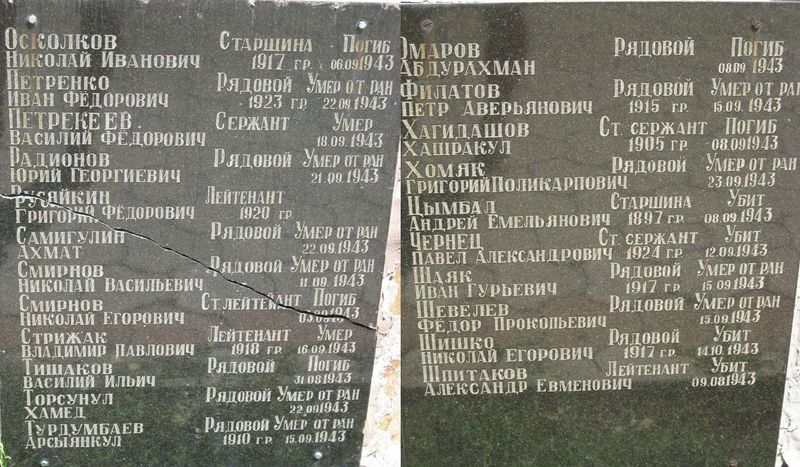 Осколков Старшина Погиб
Николай Иванович 1917 г.р. 06.09.1943
Петренко Рядовой Умер от ран
Иван Фёдорович 1923 г.р. 22.09.1943
Петрекеев Сержант Умер
Василий Фёдорович 18.09.1943
Радионов Рядовой Умер от ран
Юрий Георгиевич 21.09.1943
Русяйкин Лейтенант
Григорий Фёдорович 1920 г.р.
Самигулин Рядовой Умер от ран
Ахмат 22.09.1943
Смирнов Рядовой Умер от ран
Николай Васильевич 11.09.1943
Смирнов Ст. лейтенант Погиб
Николай Егорович 03.09.1943
Стрижак Лейтенант Умер
Владимир Павлович 1918 г.р. 16.09.1943
Тишаков Рядовой Погиб
Василий Ильич 31.08.1943
Торсунул Рядовой Умер от ран
Хамед 22.09.1943
Турдумбаев Рядовой Умер от ран
Арсыянкул 1910 г.р. 15.09.1943
Омаров Рядовой Погиб
Абдурахман 08.09.1943
Филатов Рядовой Умер от ран
Петр Аверьянович 1915 г.р. 15.09.1943
Хагидашов Ст. сержант Погиб
Хашракул 1905 г.р. 08.09.1943
Хомяк Рядовой Умер от ран
Григорий Поликарпович 23.09.1943
Цымбал Старшина Убит
Андрей Емельянович 1897 г.р. 08.09.1943
Чернец Ст. сержант Убит
Павел Александрович 1924 г.р. 12.09.1943
Шаяк Рядовой Умер от ран
Иван Гурьевич 1917 г.р. 15.09.1943
Шевелев Рядовой Умер от ран
Фёдор Прокопьевич 15.09.1943
Шишко Рядовой Убит
Николай Егорович 1917 г.р. 14.10.1943
Шпитаков Лейтенант Убит
Александр Евменович 09.08.1943